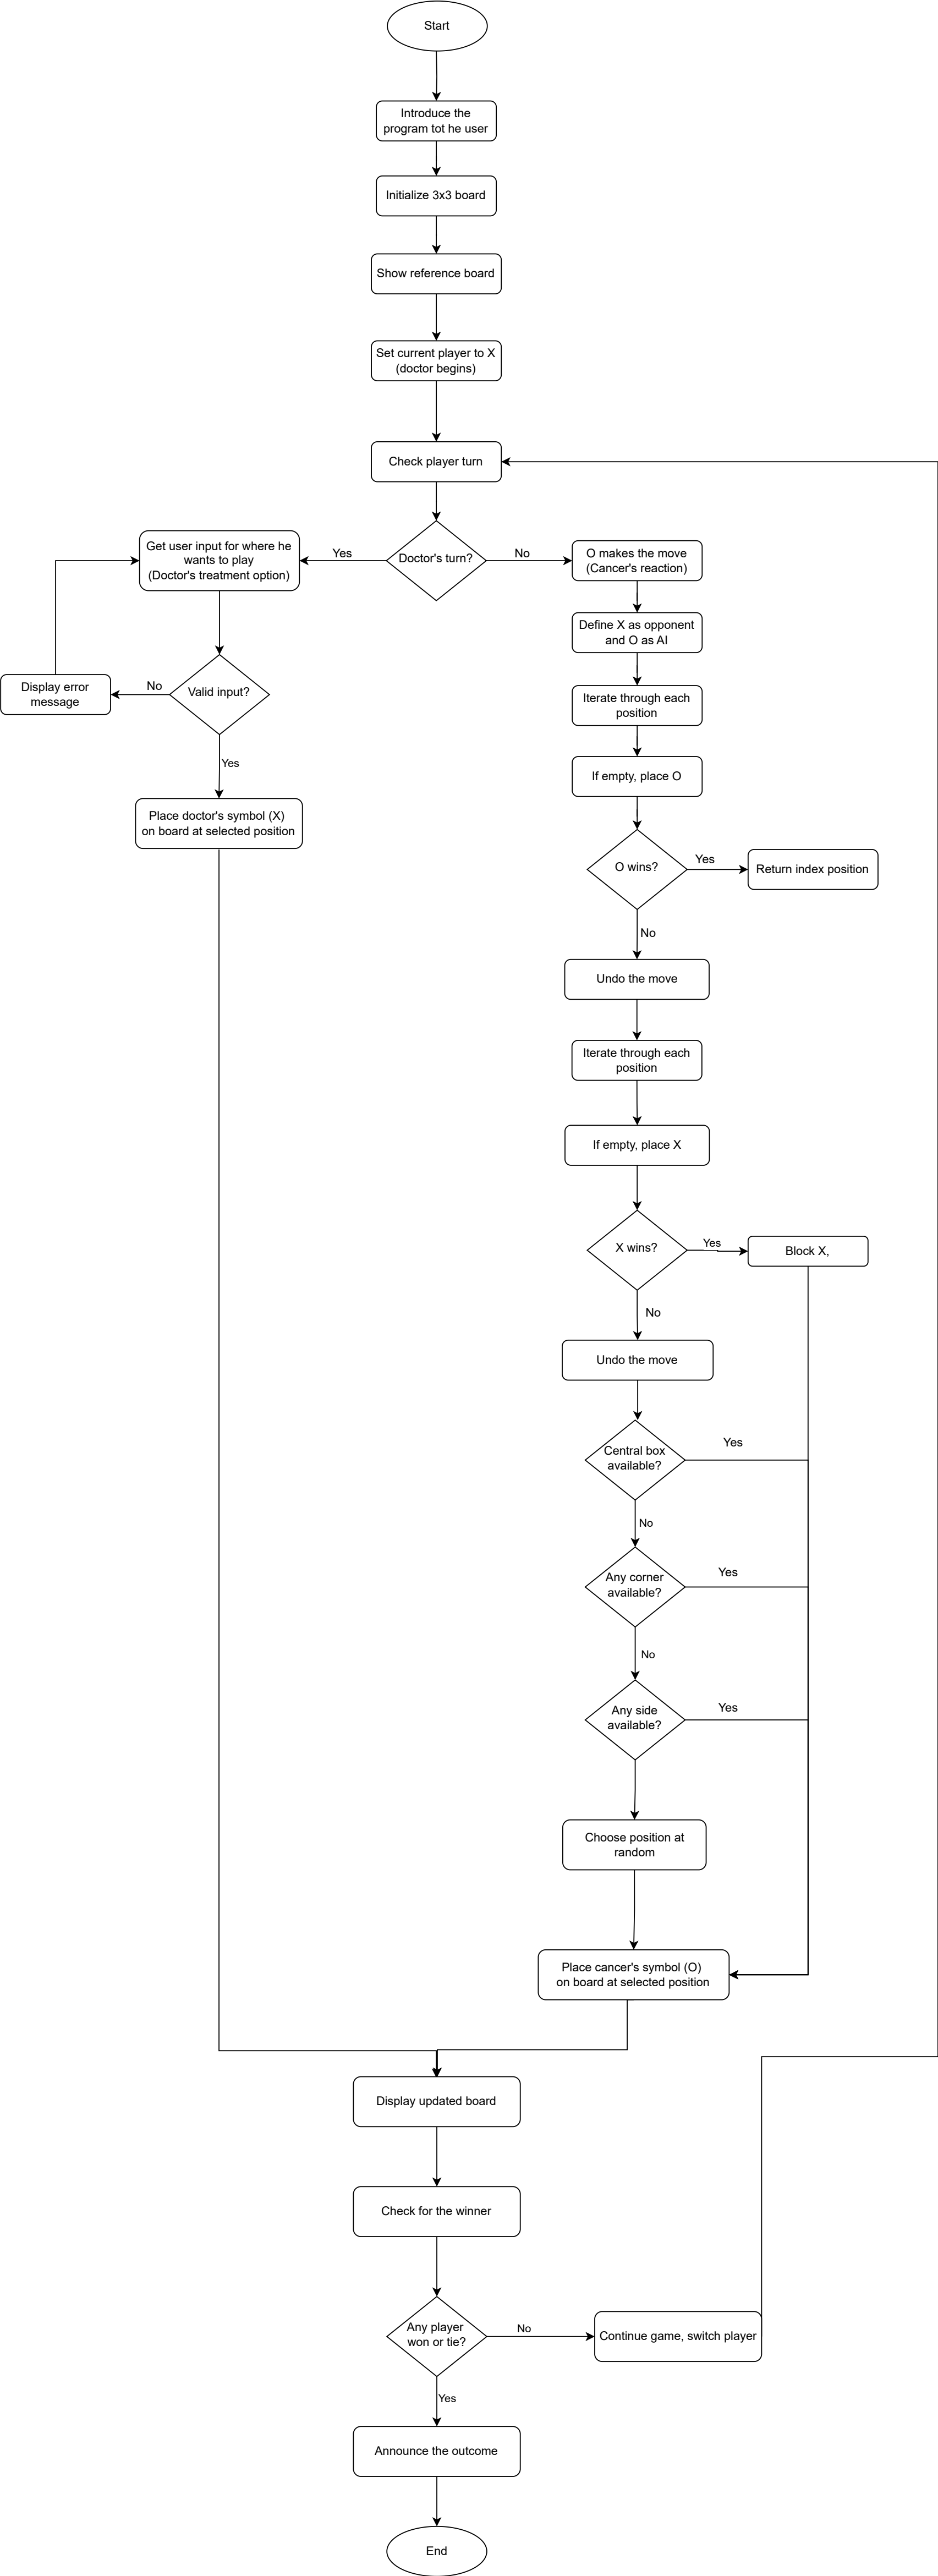 Start
Introduce the
program tot he user
Initialize 3x3 board
Show reference board
Set current player to X
(doctor begins)
Check player turn
Doctor's turn?
Yes
No
Get user input for where he
wants to play
(Doctor's treatment option)
Valid input?
No
Display error
message
Yes
Place doctor's symbol (X)
on board at selected position
O makes the move
(Cancer's reaction)
Define X as opponent
and O as AI
Iterate through each
position
If empty, place O
O wins?
Yes
Return index position
No
Undo the move
Iterate through each
position
If empty, place X
X wins?
Yes
Block X,
No
Undo the move
Central box
available?
Yes
No
Any corner
available?
Yes
No
Any side
available?
Yes
Choose position at
random
Place cancer's symbol (O)
on board at selected position
Display updated board
Check for the winner
Any player
won or tie?
No
Continue game, switch player
Yes
Announce the outcome
End